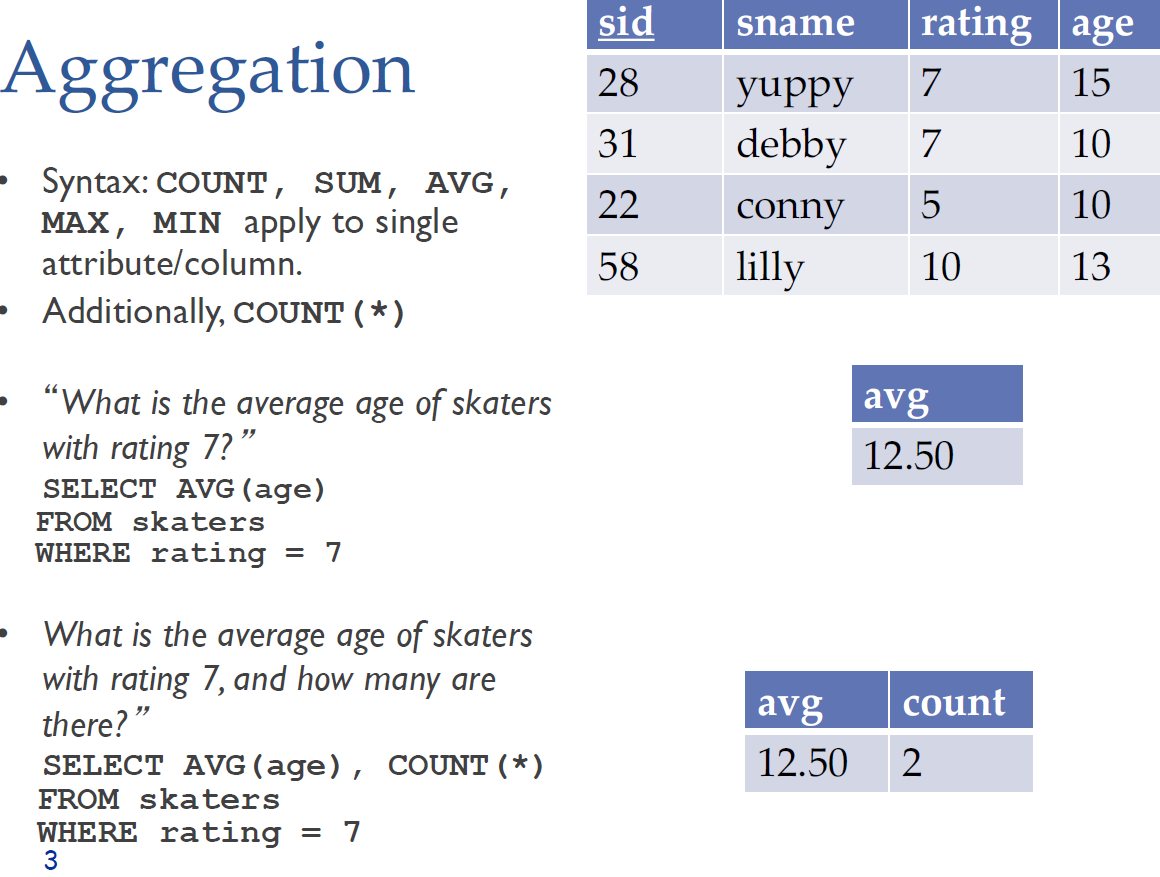 Aggregation
• Syntax: COUNT, SUM, AVG,
MAX, MIN apply to single
attribute/column.
• Additionally, COUNT(*)
• “What is the average age of skaters
with rating 7?”
SELECT AVG(age)
FROM skaters
WHERE rating = 7
• What is the average age of skaters
with rating 7, and how many are
there?”
SELECT AVG(age), COUNT(*)
FROM skaters
WHERE rating = 7
3
sid sname rating age
28 yuppy 7 15
31 debby 7 10
22 conny 5 10
58 lilly 10 13
avg
12.50
avg count
12.50 2